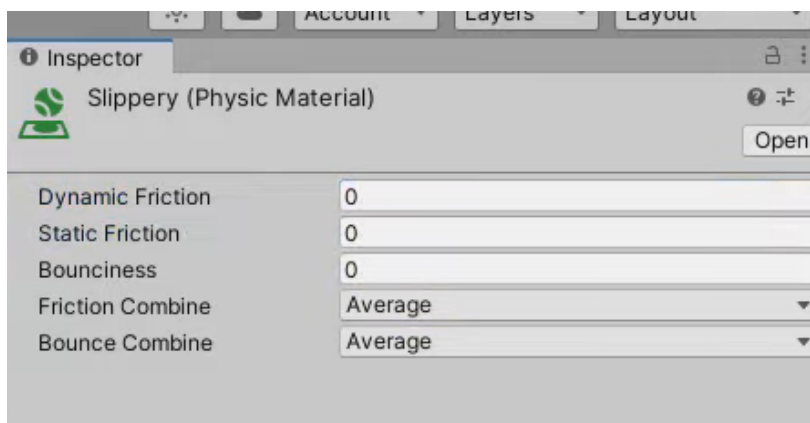 Account Layers Layout
Inspector
Slippery (Physic Material)
Open
Dynamic Friction 0
Static Friction 0
Bounciness 0
Friction Combine Average
Bounce Combine Average